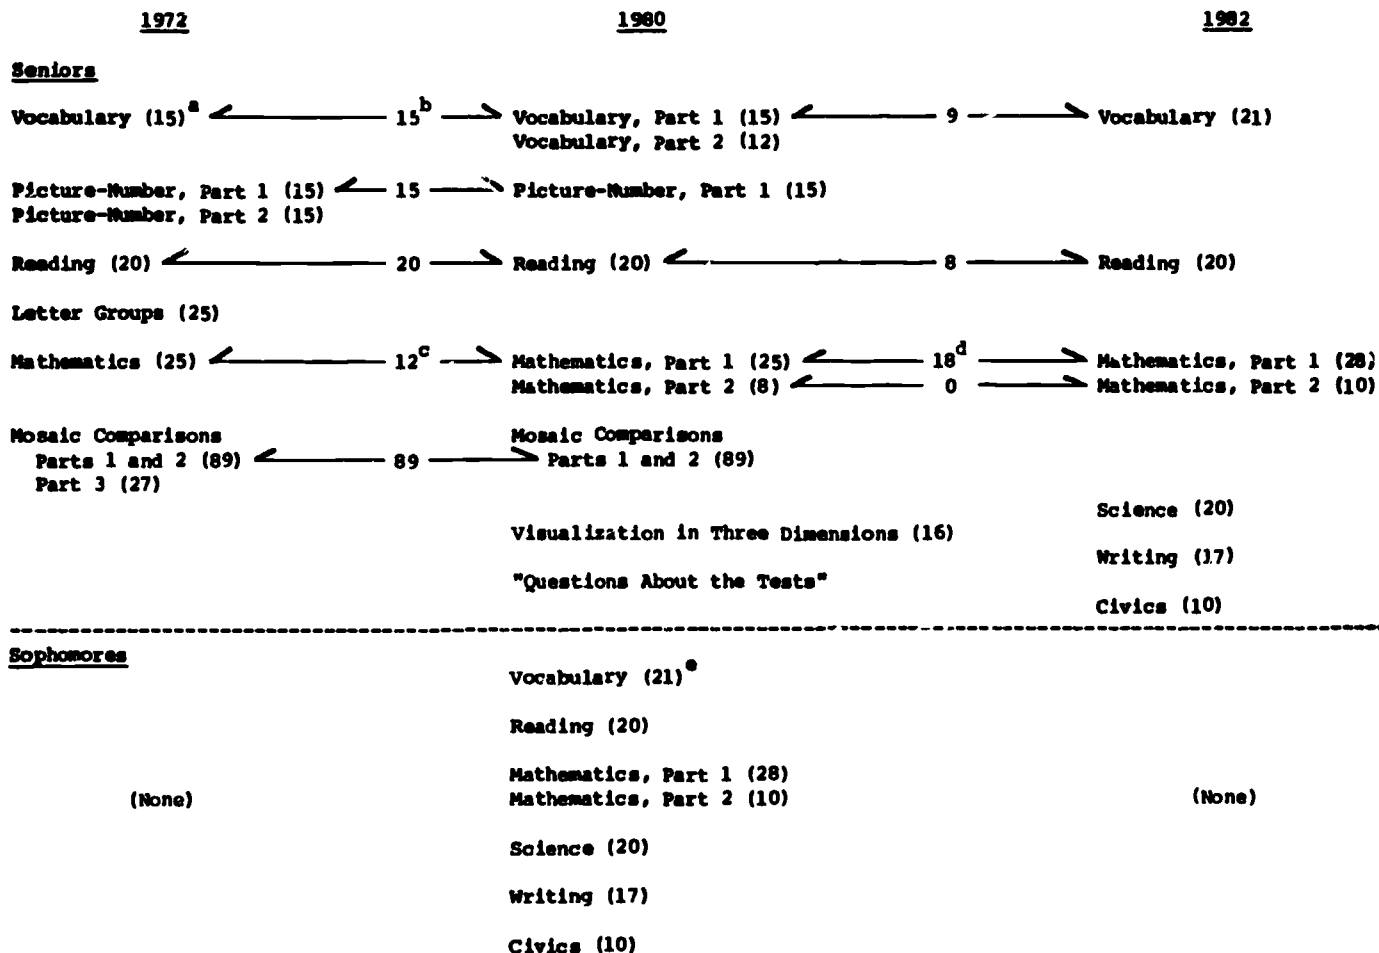 1972 1980 1982
Seniors
Vocabulary (15)a 15b Vocabulary, Part 1 (15) 9 Vocabulary (21)
Vocabulary, Part 2 (12)
Picture-Number, Part 1 (15) 15 Picture-Number, Part 1 (15)
Picture-Number, Part 2 (15)
Reading (20) 20 Reading (20) 8 Reading (20)
Letter Groups (25)
Mathematics (25) 12c Mathematics, Part 1 (25) 18d Mathematics, Part 1 (28)
Mathematics, Part 2 (8) 0 Mathematics, Part 2 (10)
Mosaic Comparisons Mosaic Comparisons
Parts 1 and 2 (89) 89 Parts 1 and 2 (89)
Part 3 (27)
Science (20)
Visualization in Three Dimensions (16)
Writing (17)
"Questions About the Tests"
Civics (10)
Sophomores
Vocabulary (21)e
Reading (20)
Mathematics, Part 1 (28)
(None) Mathematics, Part 2 (10) (None)
Science (20)
Writing (17)
Civics (10)